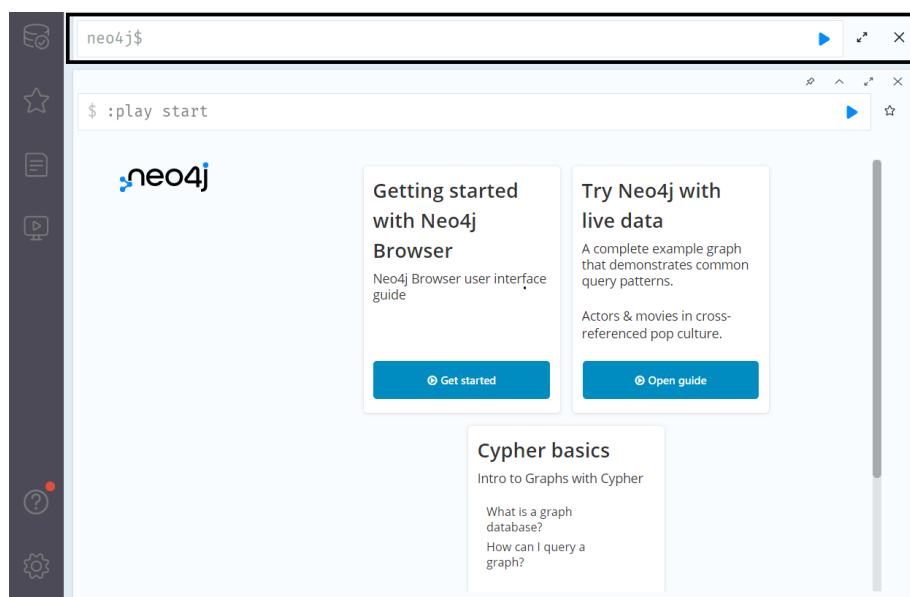 neo4j$
$ :play start
neo4j
Getting started
with Neo4j
Browser
Neo4j Browser user interface
guide
Get started
Try Neo4j with
live data
A complete example graph
that demonstrates common
query patterns.
Actors & movies in cross-
referenced pop culture.
Open guide
Cypher basics
Intro to Graphs with Cypher
What is a graph
database?
How can I query a
graph?